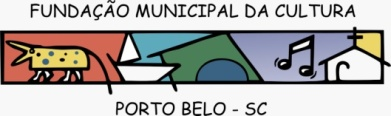 FUNDAÇÃO MUNICIPAL DA CULTURA
PORTO BELO - SC